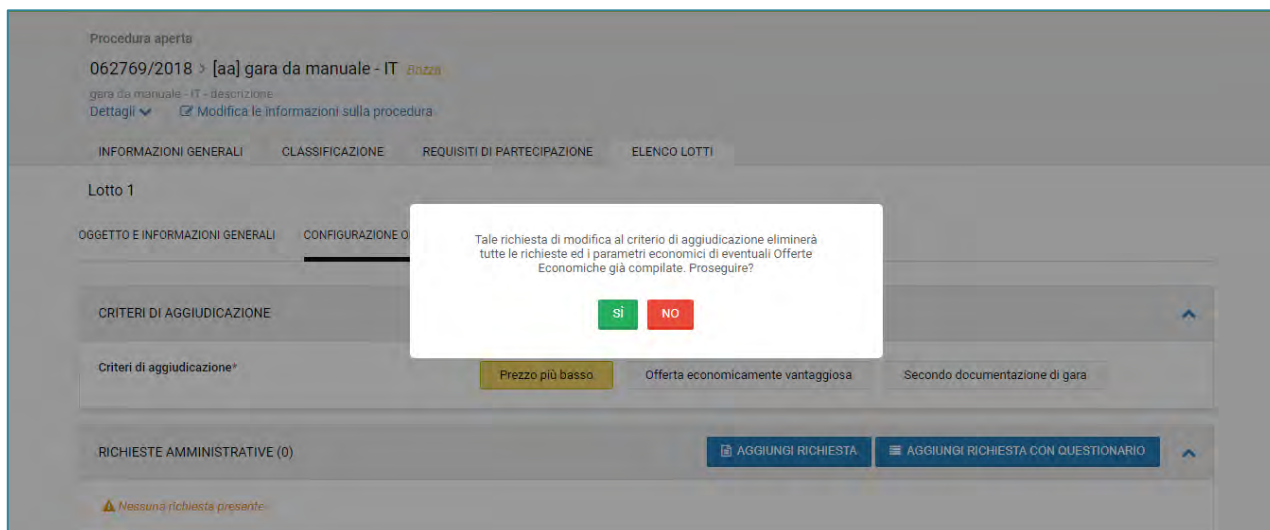 Procedura aperta
062769/2018 > [aa] gara da manuale - IT Bozza
gara da manuale - IT - descrizione
Dettagli Modifica le informazioni sulla procedura
INFORMAZIONI GENERALI CLASSIFICAZIONE REQUISITI DI PARTECIPAZIONE ELENCO LOTTI
Lotto 1
OGGETTO E INFORMAZIONI GENERALI CONFIGURAZIONE
Tale richiesta di modifica al criterio di aggiudicazione eliminerà
tutte le richieste ed i parametri economici di eventuali Offerte
Economiche già compilate. Proseguire?
SÌ NO
CRITERI DI AGGIUDICAZIONE
Criteri di aggiudicazione*
Prezzo più basso Offerta economicamente vantaggiosa Secondo documentazione di gara
RICHIESTE AMMINISTRATIVE (0) AGGIUNGI RICHIESTA AGGIUNGI RICHIESTA CON QUESTIONARIO
Nessuna richiesta presente